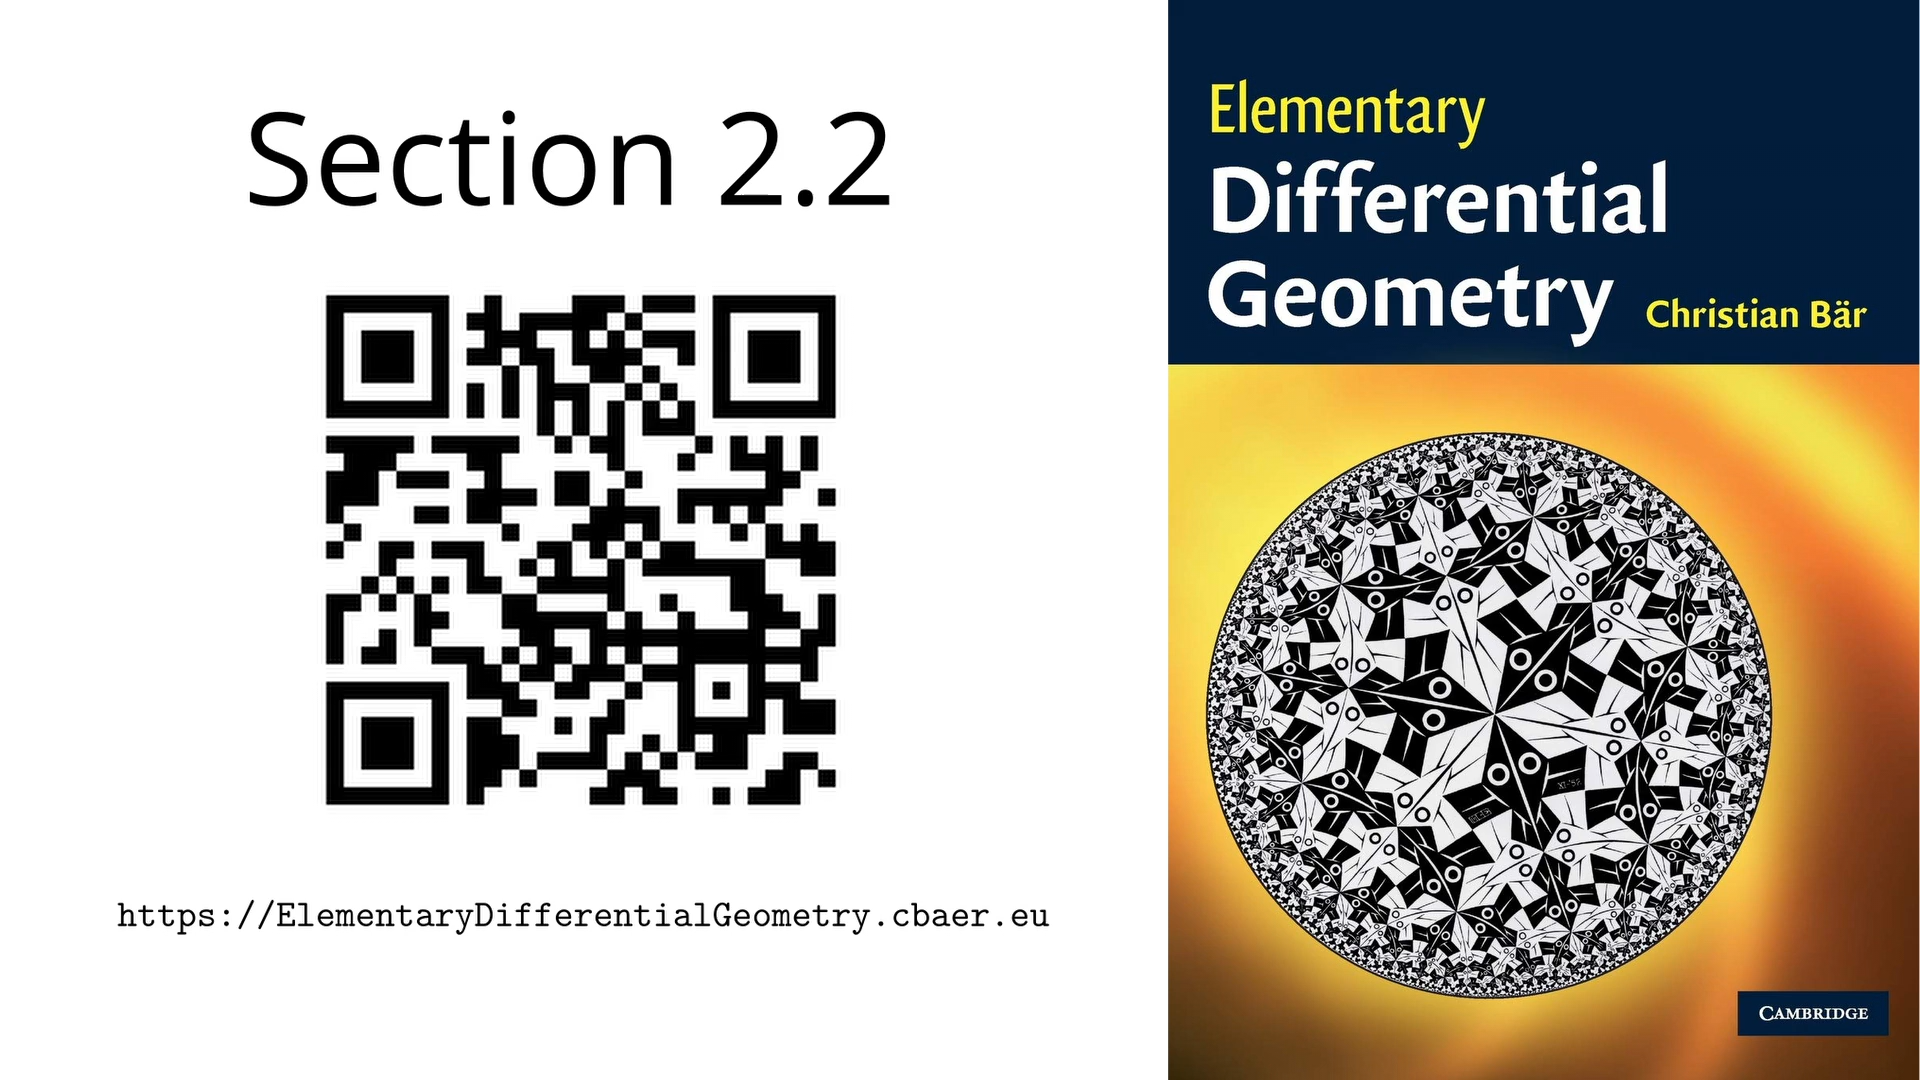 Section 2.2
https://ElementaryDifferentialGeometry.cbaer.eu
Elementary
Differential
Geometry Christian Bär
CAMBRIDGE